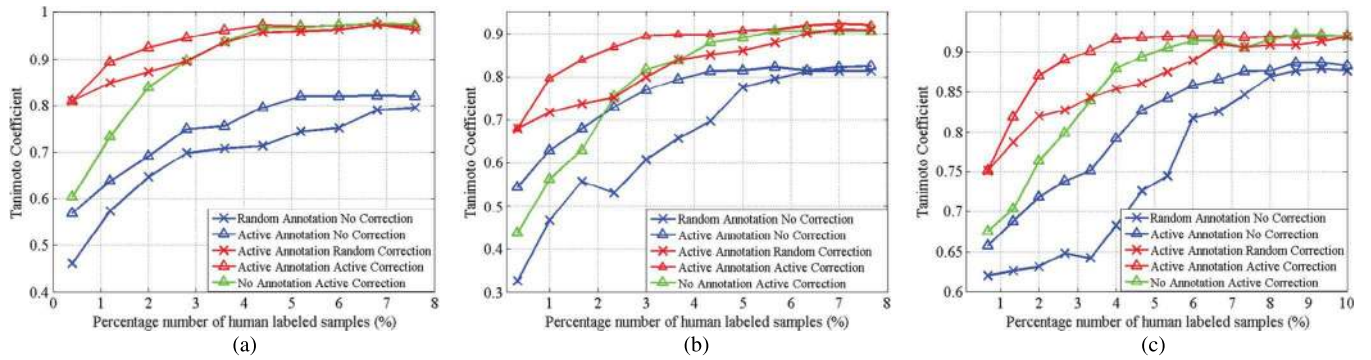 1
0.9
0.8
0.7
0.6
0.5
0.4
Tanimoto Coefficient
Random Annotation No Correction
Active Annotation No Correction
Active Annotation Random Correction
Active Annotation Active Correction
No Annotation Active Correction
0 1 2 3 4 5 6 7 8
Percentage number of human labeled samples (%)
(a)
1
0.9
0.8
0.7
0.6
0.5
0.4
0.3
Tanimoto Coefficient
Random Annotation No Correction
Active Annotation No Correction
Active Annotation Random Correction
Active Annotation Active Correction
No Annotation Active Correction
1 2 3 4 5 6 7
Percentage number of human labeled samples (%)
(b)
0.95
0.9
0.85
0.8
0.75
0.7
0.65
0.6
Tanimoto Coefficient
Random Annotation No Correction
Active Annotation No Correction
Active Annotation Random Correction
Active Annotation Active Correction
No Annotation Active Correction
1 2 3 4 5 6 7 8 9 10
Percentage number of human labeled samples (%)
(c)